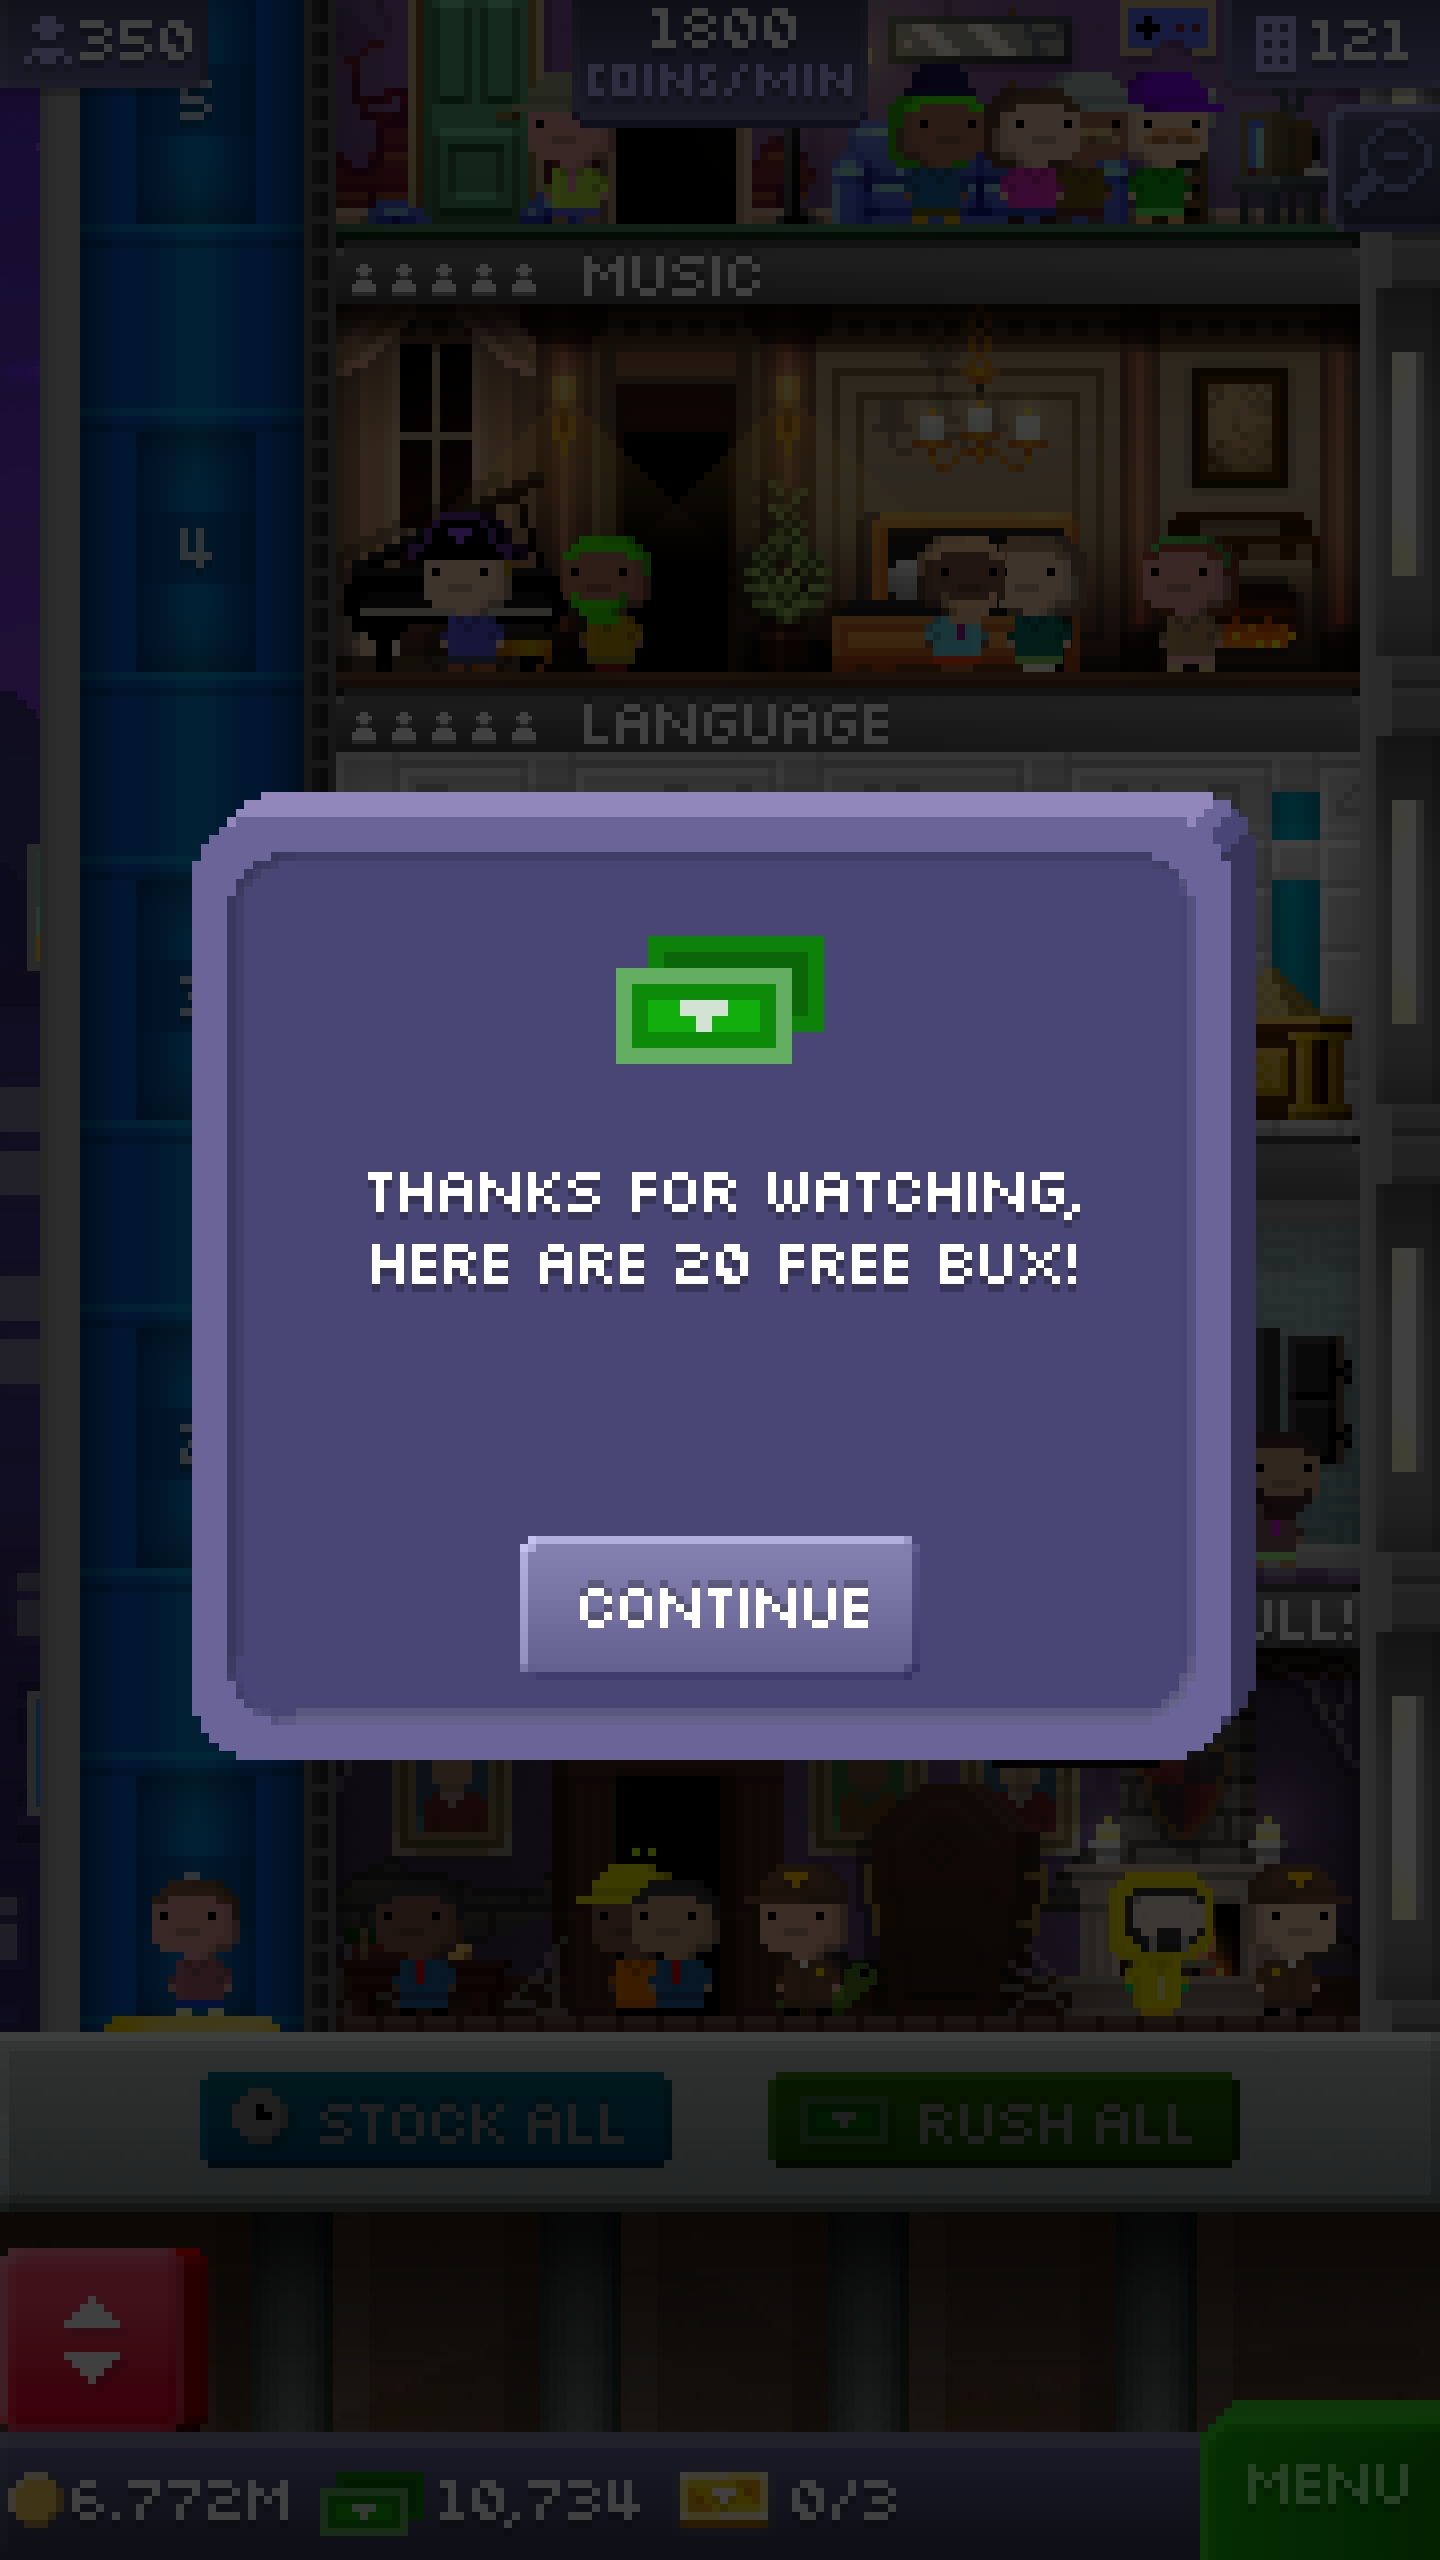 350
1800
COINS/MIN
121
5
MUSIC
4
LANGUAGE
THANKS FOR WATCHING,
HERE ARE 20 FREE BUX!
CONTINUE
STOCK ALL
RUSH ALL
6.772M
10,734
0/3
MENU